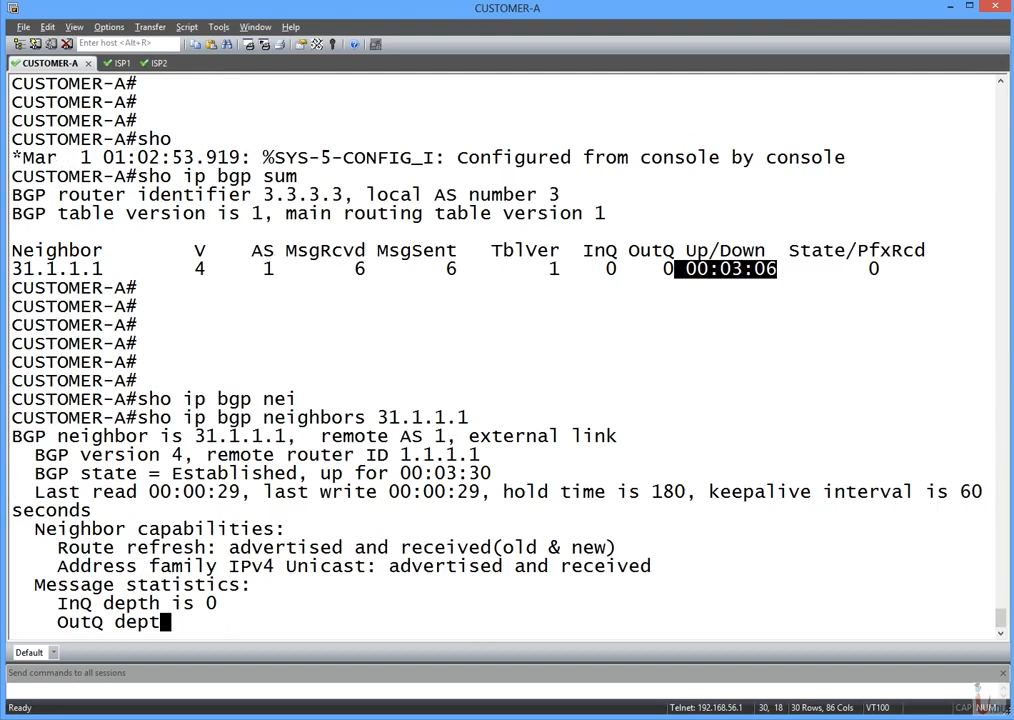 CUSTOMER-A
File Edit View Options Transfer Script Tools Window Help
Enter host <Alt+R>
CUSTOMER-A ISP1 ISP2
CUSTOMER-A#
CUSTOMER-A#
CUSTOMER-A#
CUSTOMER-A#sho
*Mar  1 01:02:53.919: %SYS-5-CONFIG_I: Configured from console by console
CUSTOMER-A#sho ip bgp sum
BGP router identifier 3.3.3.3, local AS number 3
BGP table version is 1, main routing table version 1
Neighbor        V    AS MsgRcvd MsgSent   TblVer  InQ OutQ Up/Down  State/PfxRcd
31.1.1.1        4     1       6       6        1    0    0 00:03:06        0
CUSTOMER-A#
CUSTOMER-A#
CUSTOMER-A#
CUSTOMER-A#
CUSTOMER-A#
CUSTOMER-A#
CUSTOMER-A#sho ip bgp nei
CUSTOMER-A#sho ip bgp neighbors 31.1.1.1
BGP neighbor is 31.1.1.1,  remote AS 1, external link
  BGP version 4, remote router ID 1.1.1.1
  BGP state = Established, up for 00:03:30
  Last read 00:00:29, last write 00:00:29, hold time is 180, keepalive interval is 60
seconds
  Neighbor capabilities:
    Route refresh: advertised and received(old & new)
    Address family IPv4 Unicast: advertised and received
  Message statistics:
    InQ depth is 0
    OutQ dept
Default
Send commands to all sessions
Ready Telnet: 192.168.56.1 30, 18 30 Rows, 86 Cols VT100 CAP NUM